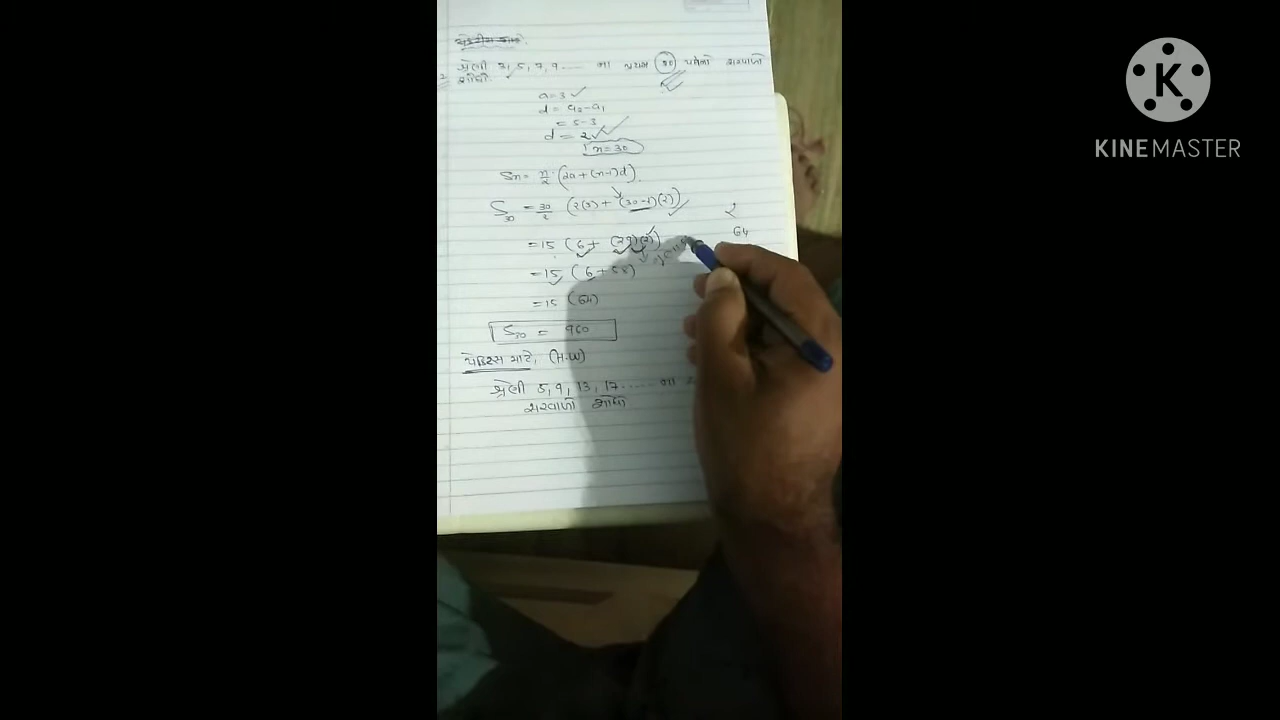 શ્રેણી 3, 5, 7, 9 ..... ના પ્રથમ 30 પદોનો સરવાળો
શોધો.
a = 3
d = a₂ - a₁
= 5 - 3
d = 2
n = 30
Sn = n/2 (2a + (n-1)d)
S30 = 30/2 (2(3) + (30-1)(2))
= 15 (6 + (29)(2))
= 15 (6 + 58)
= 15 (64)
S30 = 960
પ્રેક્ટિસ માટે, (H.W)
શ્રેણી 5, 9, 13, 17 ...... ના
સરવાળો શોધો
2
64
K
KINEMASTER